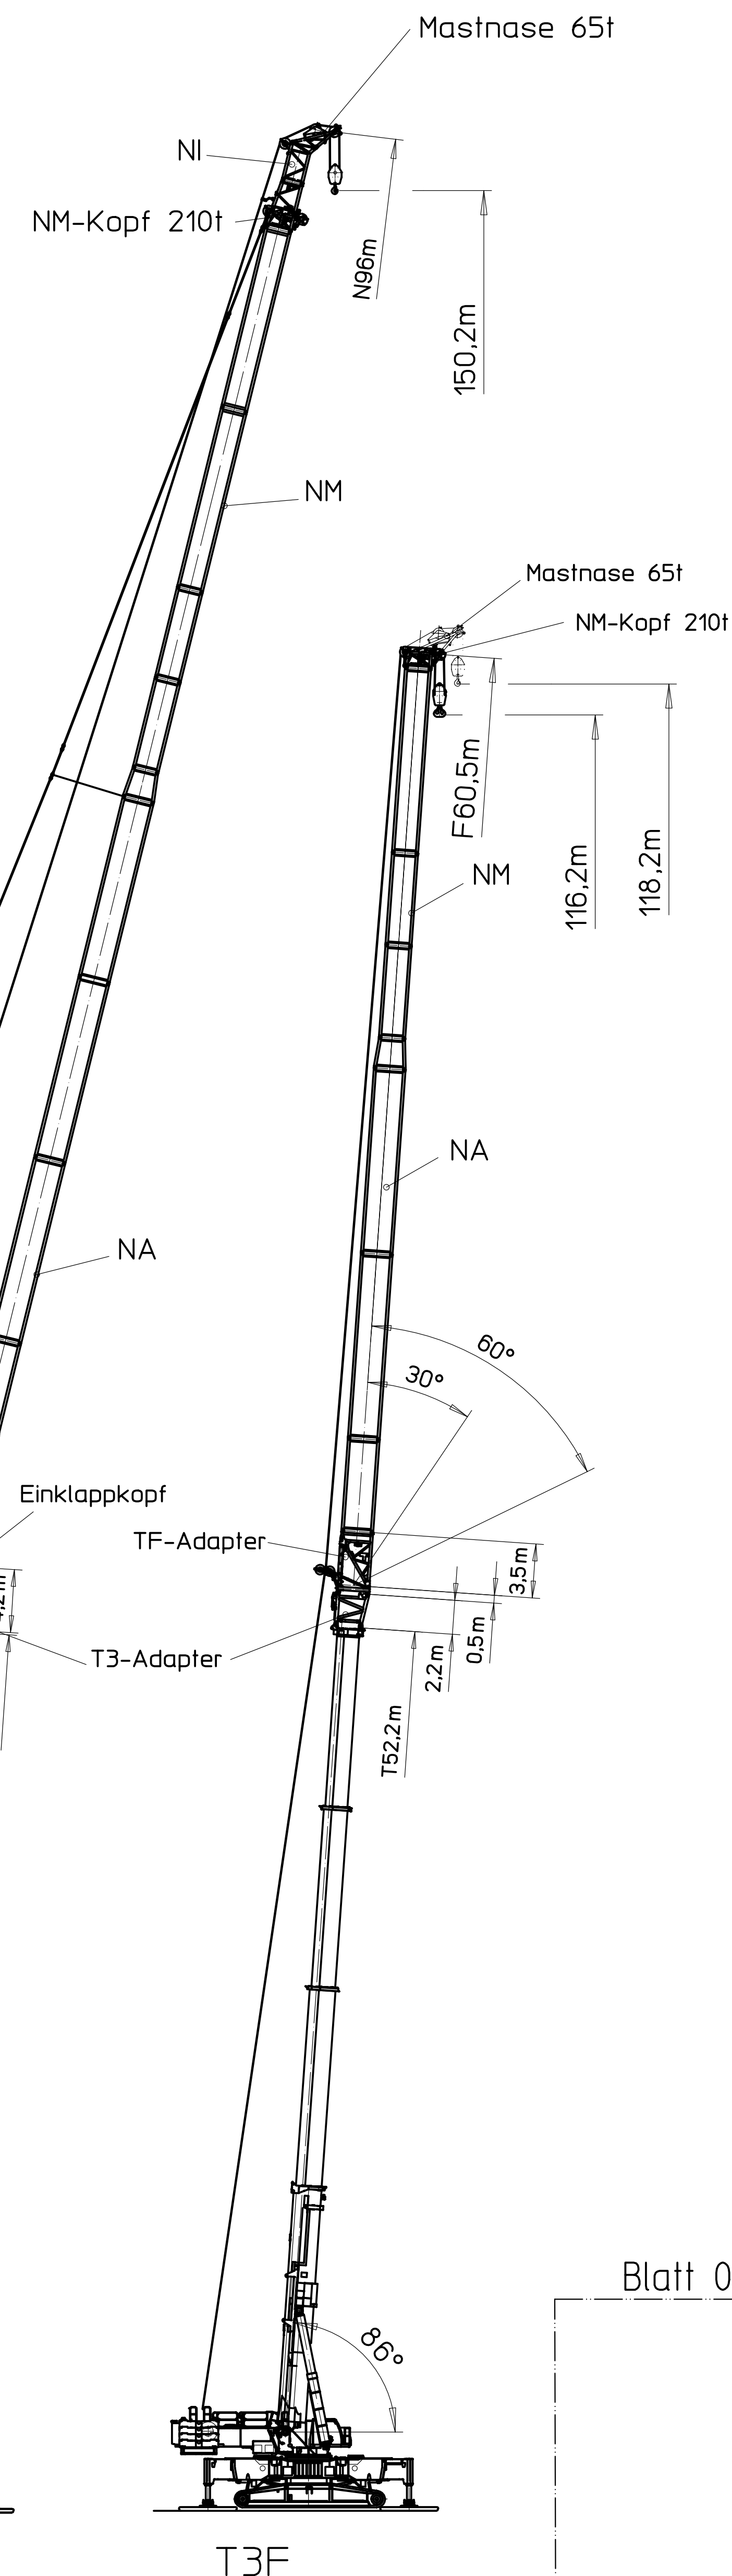 Mastnase 65t
NI
NM-Kopf 210t
N96m
150,2m
NM
Mastnase 65t
NM-Kopf 210t
F60,5m
116,2m
118,2m
NM
NA
NA
60°
30°
Einklappkopf
TF-Adapter
3,5m
0,5m
2,2m
T3-Adapter
T52,2m
Blatt 0
86°
T3F